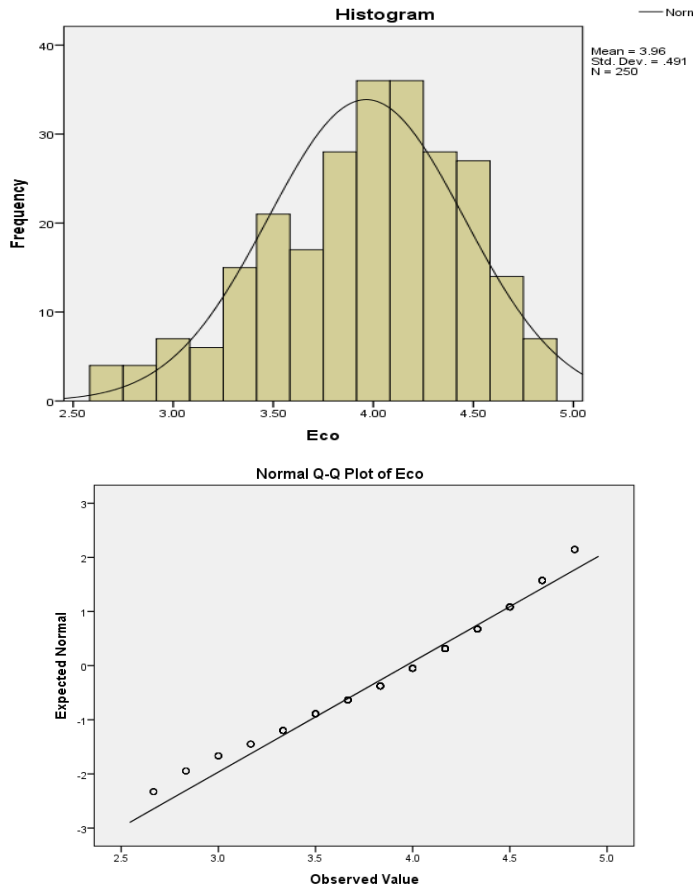 Histogram
Norn
Mean = 3.96
Std. Dev. = .491
N = 250
40
30
20
10
0
Frequency
2.50 3.00 3.50 4.00 4.50 5.00
Eco
Normal Q-Q Plot of Eco
3
2
1
0
-1
-2
-3
Expected Normal
2.5 3.0 3.5 4.0 4.5 5.0
Observed Value